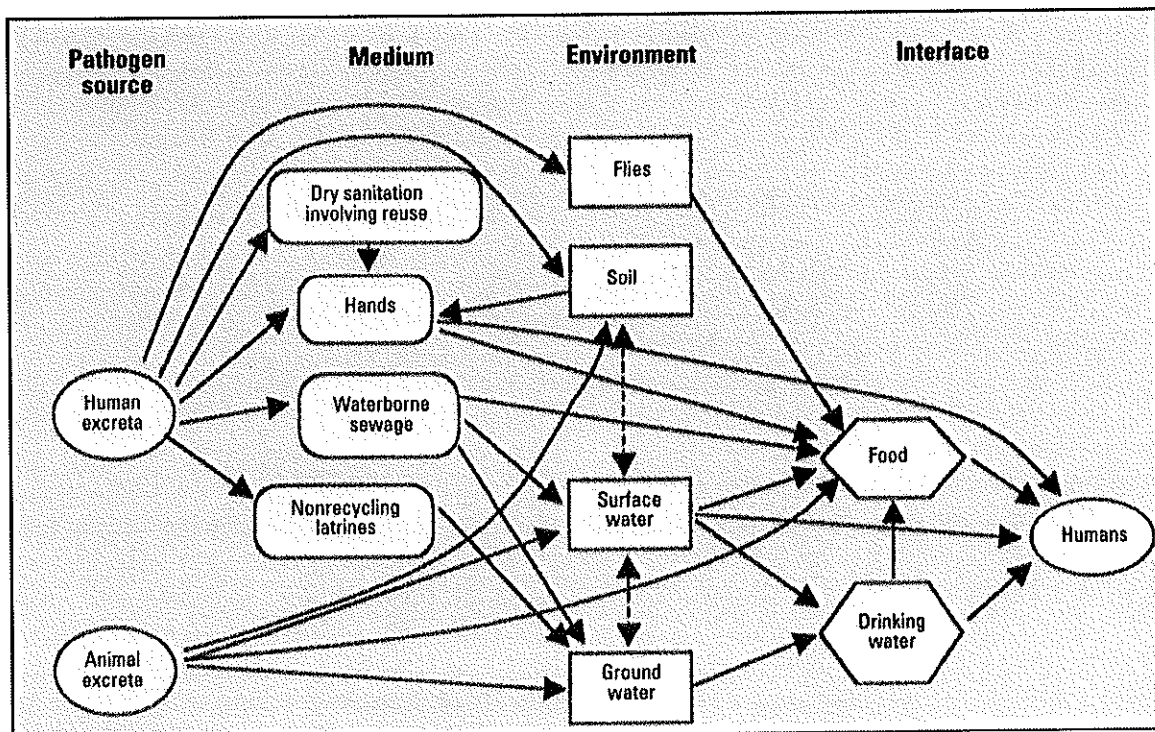 Pathogen
source
Medium
Environment
Interface
Flies
Dry sanitation
involving reuse
Soil
Hands
Human
excreta
Waterborne
sewage
Food
Nonrecycling
latrines
Surface
water
Humans
Drinking
water
Animal
excreta
Ground
water